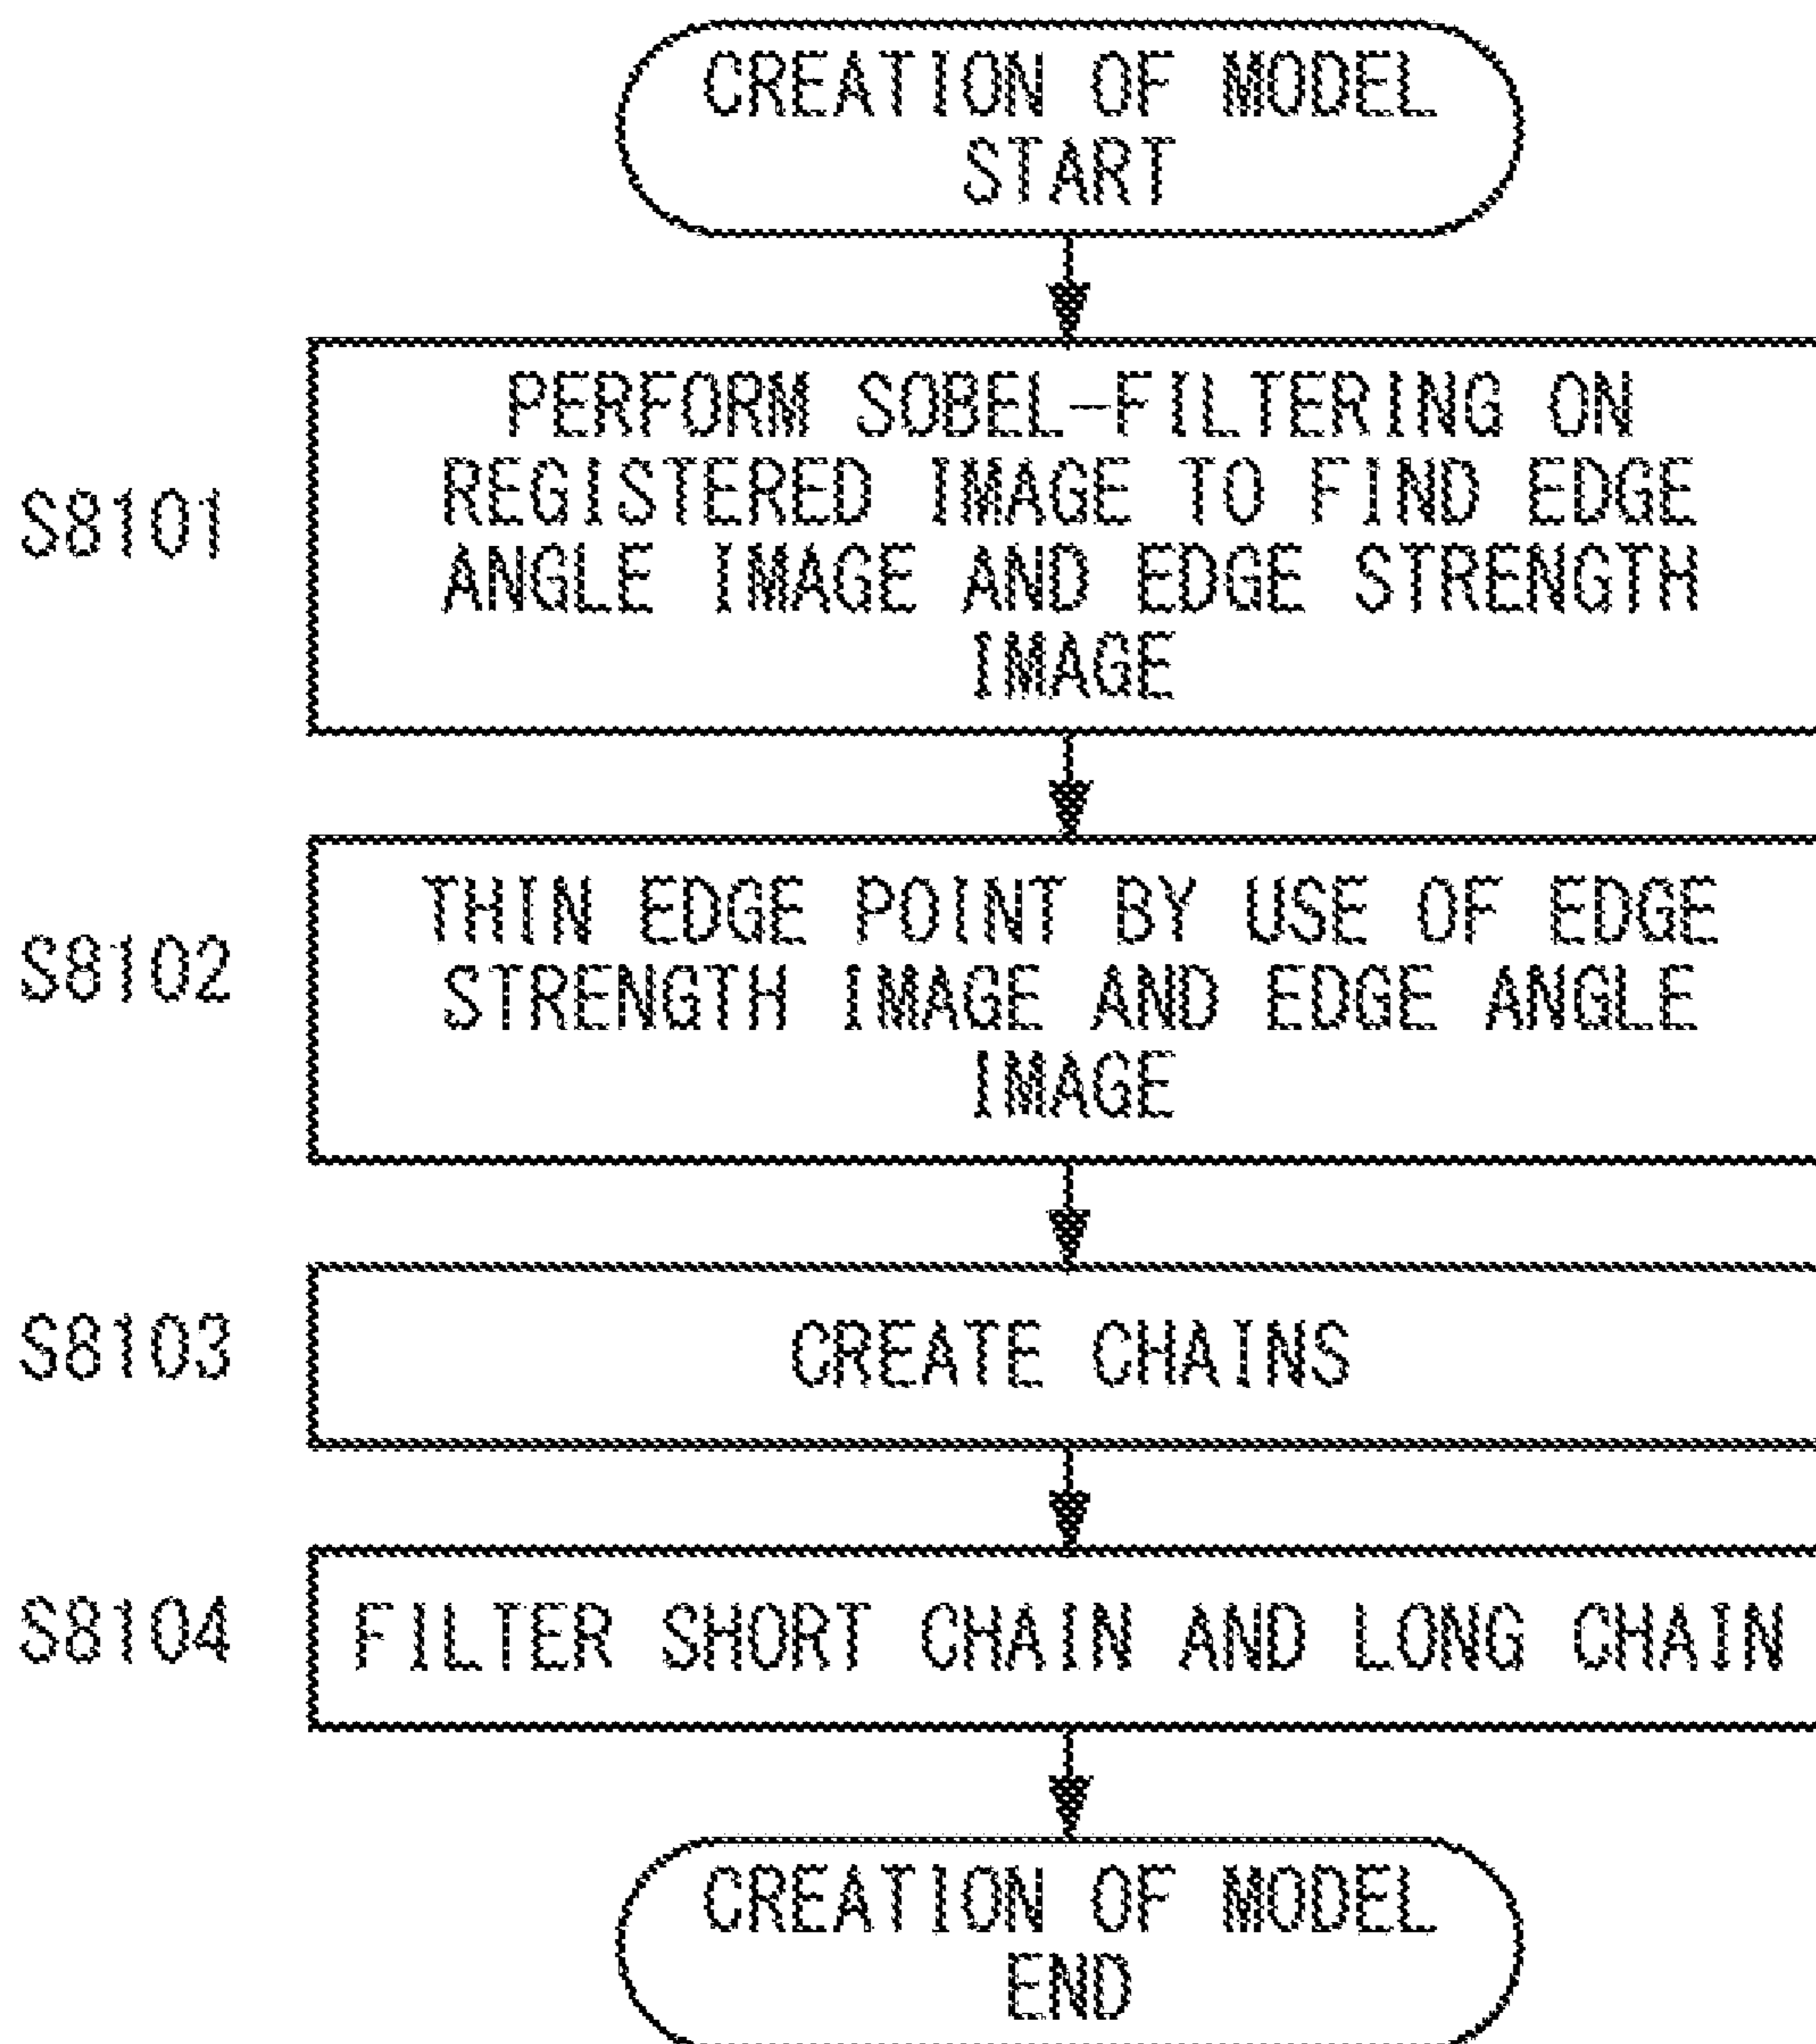 CREATION OF MODEL
START
S8101
PERFORM SOBEL-FILTERING ON
REGISTERED IMAGE TO FIND EDGE
ANGLE IMAGE AND EDGE STRENGTH
IMAGE
S8102
THIN EDGE POINT BY USE OF EDGE
STRENGTH IMAGE AND EDGE ANGLE
IMAGE
S8103
CREATE CHAINS
S8104
FILTER SHORT CHAIN AND LONG CHAIN
CREATION OF MODEL
END